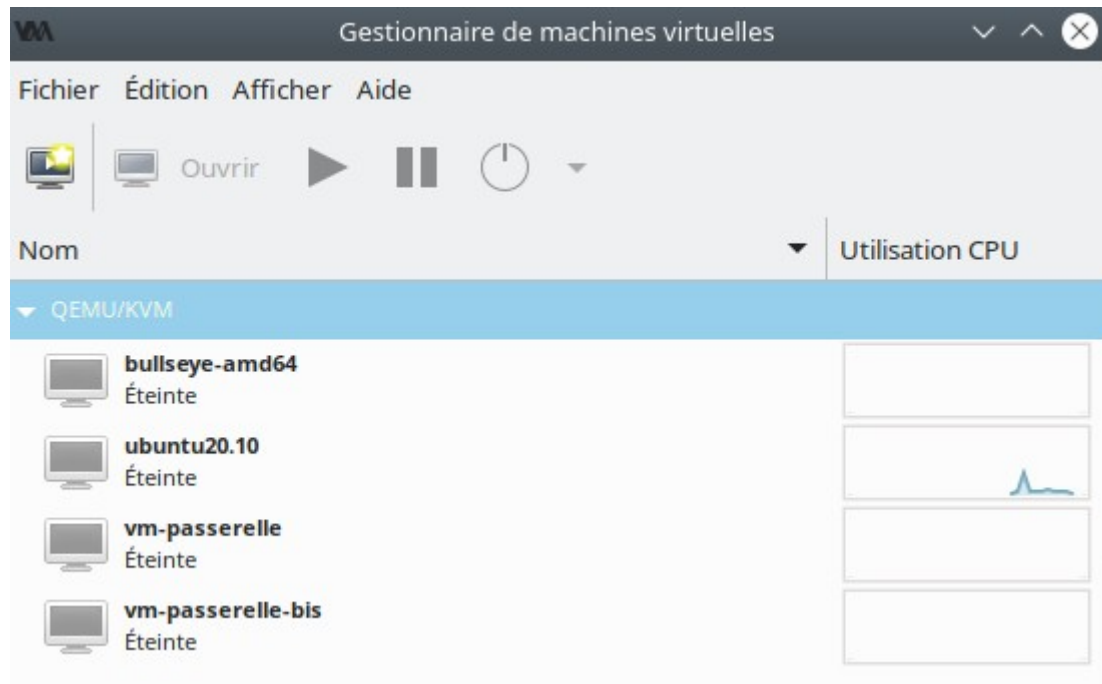 Gestionnaire de machines virtuelles
Fichier Édition Afficher Aide
Ouvrir
Nom Utilisation CPU
QEMU/KVM
bullseye-amd64
Éteinte
ubuntu20.10
Éteinte
vm-passerelle
Éteinte
vm-passerelle-bis
Éteinte